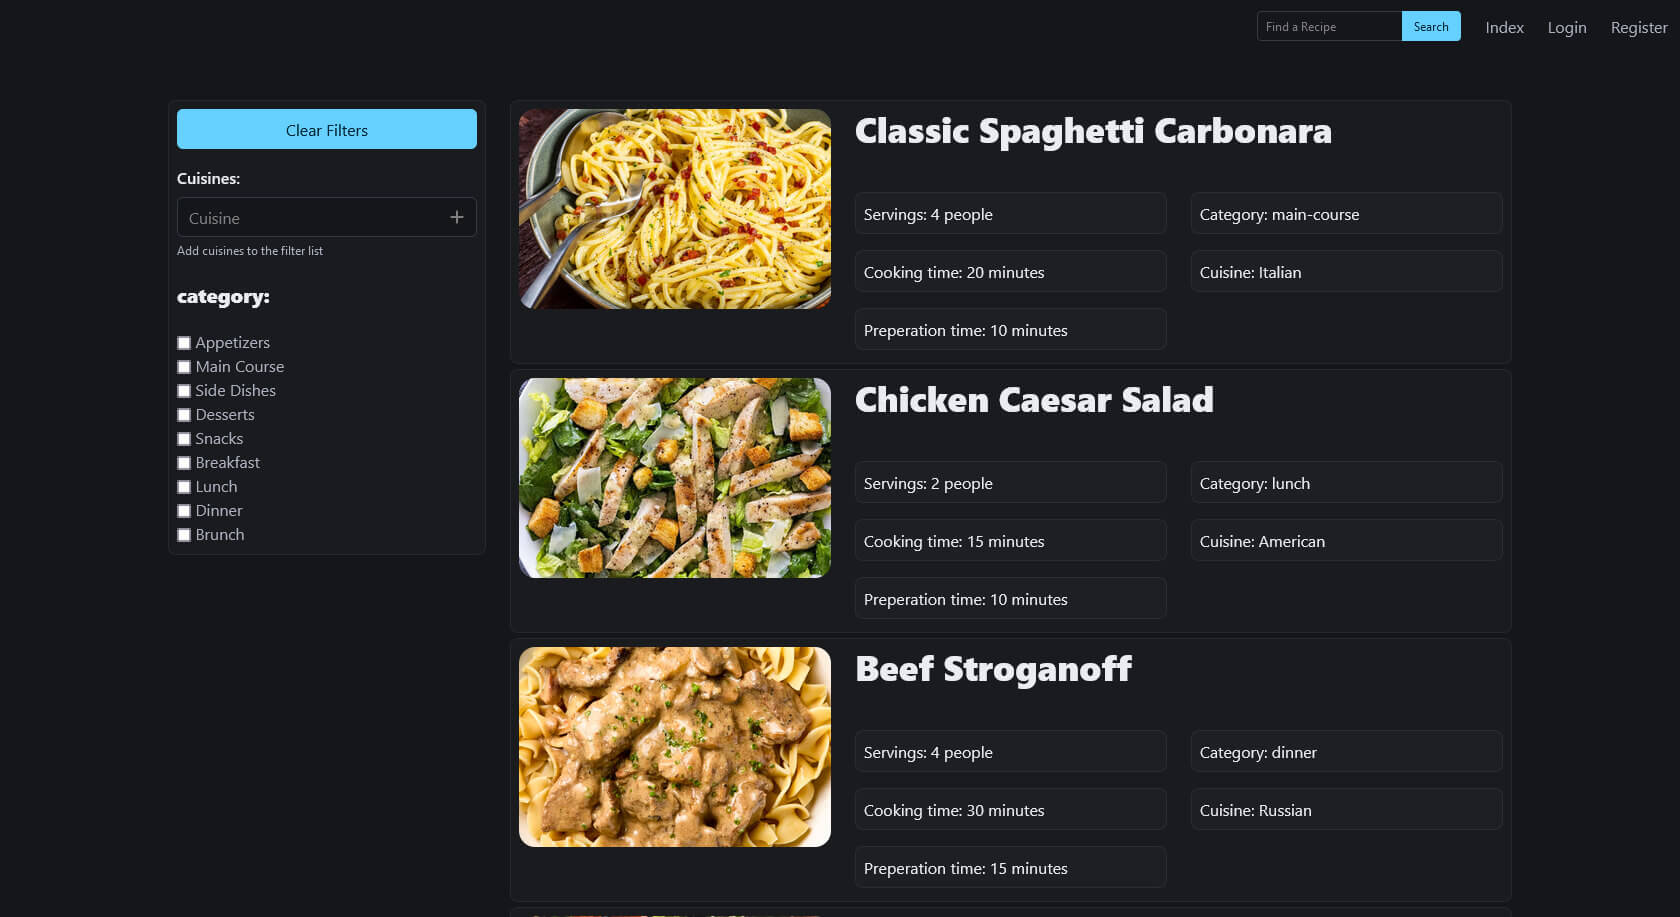 Find a Recipe
Search
Index
Login
Register
Clear Filters
Cuisines:
Cuisine
Add cuisines to the filter list
category:
Appetizers
Main Course
Side Dishes
Desserts
Snacks
Breakfast
Lunch
Dinner
Brunch
Classic Spaghetti Carbonara
Servings: 4 people
Category: main-course
Cooking time: 20 minutes
Cuisine: Italian
Preperation time: 10 minutes
Chicken Caesar Salad
Servings: 2 people
Category: lunch
Cooking time: 15 minutes
Cuisine: American
Preperation time: 10 minutes
Beef Stroganoff
Servings: 4 people
Category: dinner
Cooking time: 30 minutes
Cuisine: Russian
Preperation time: 15 minutes